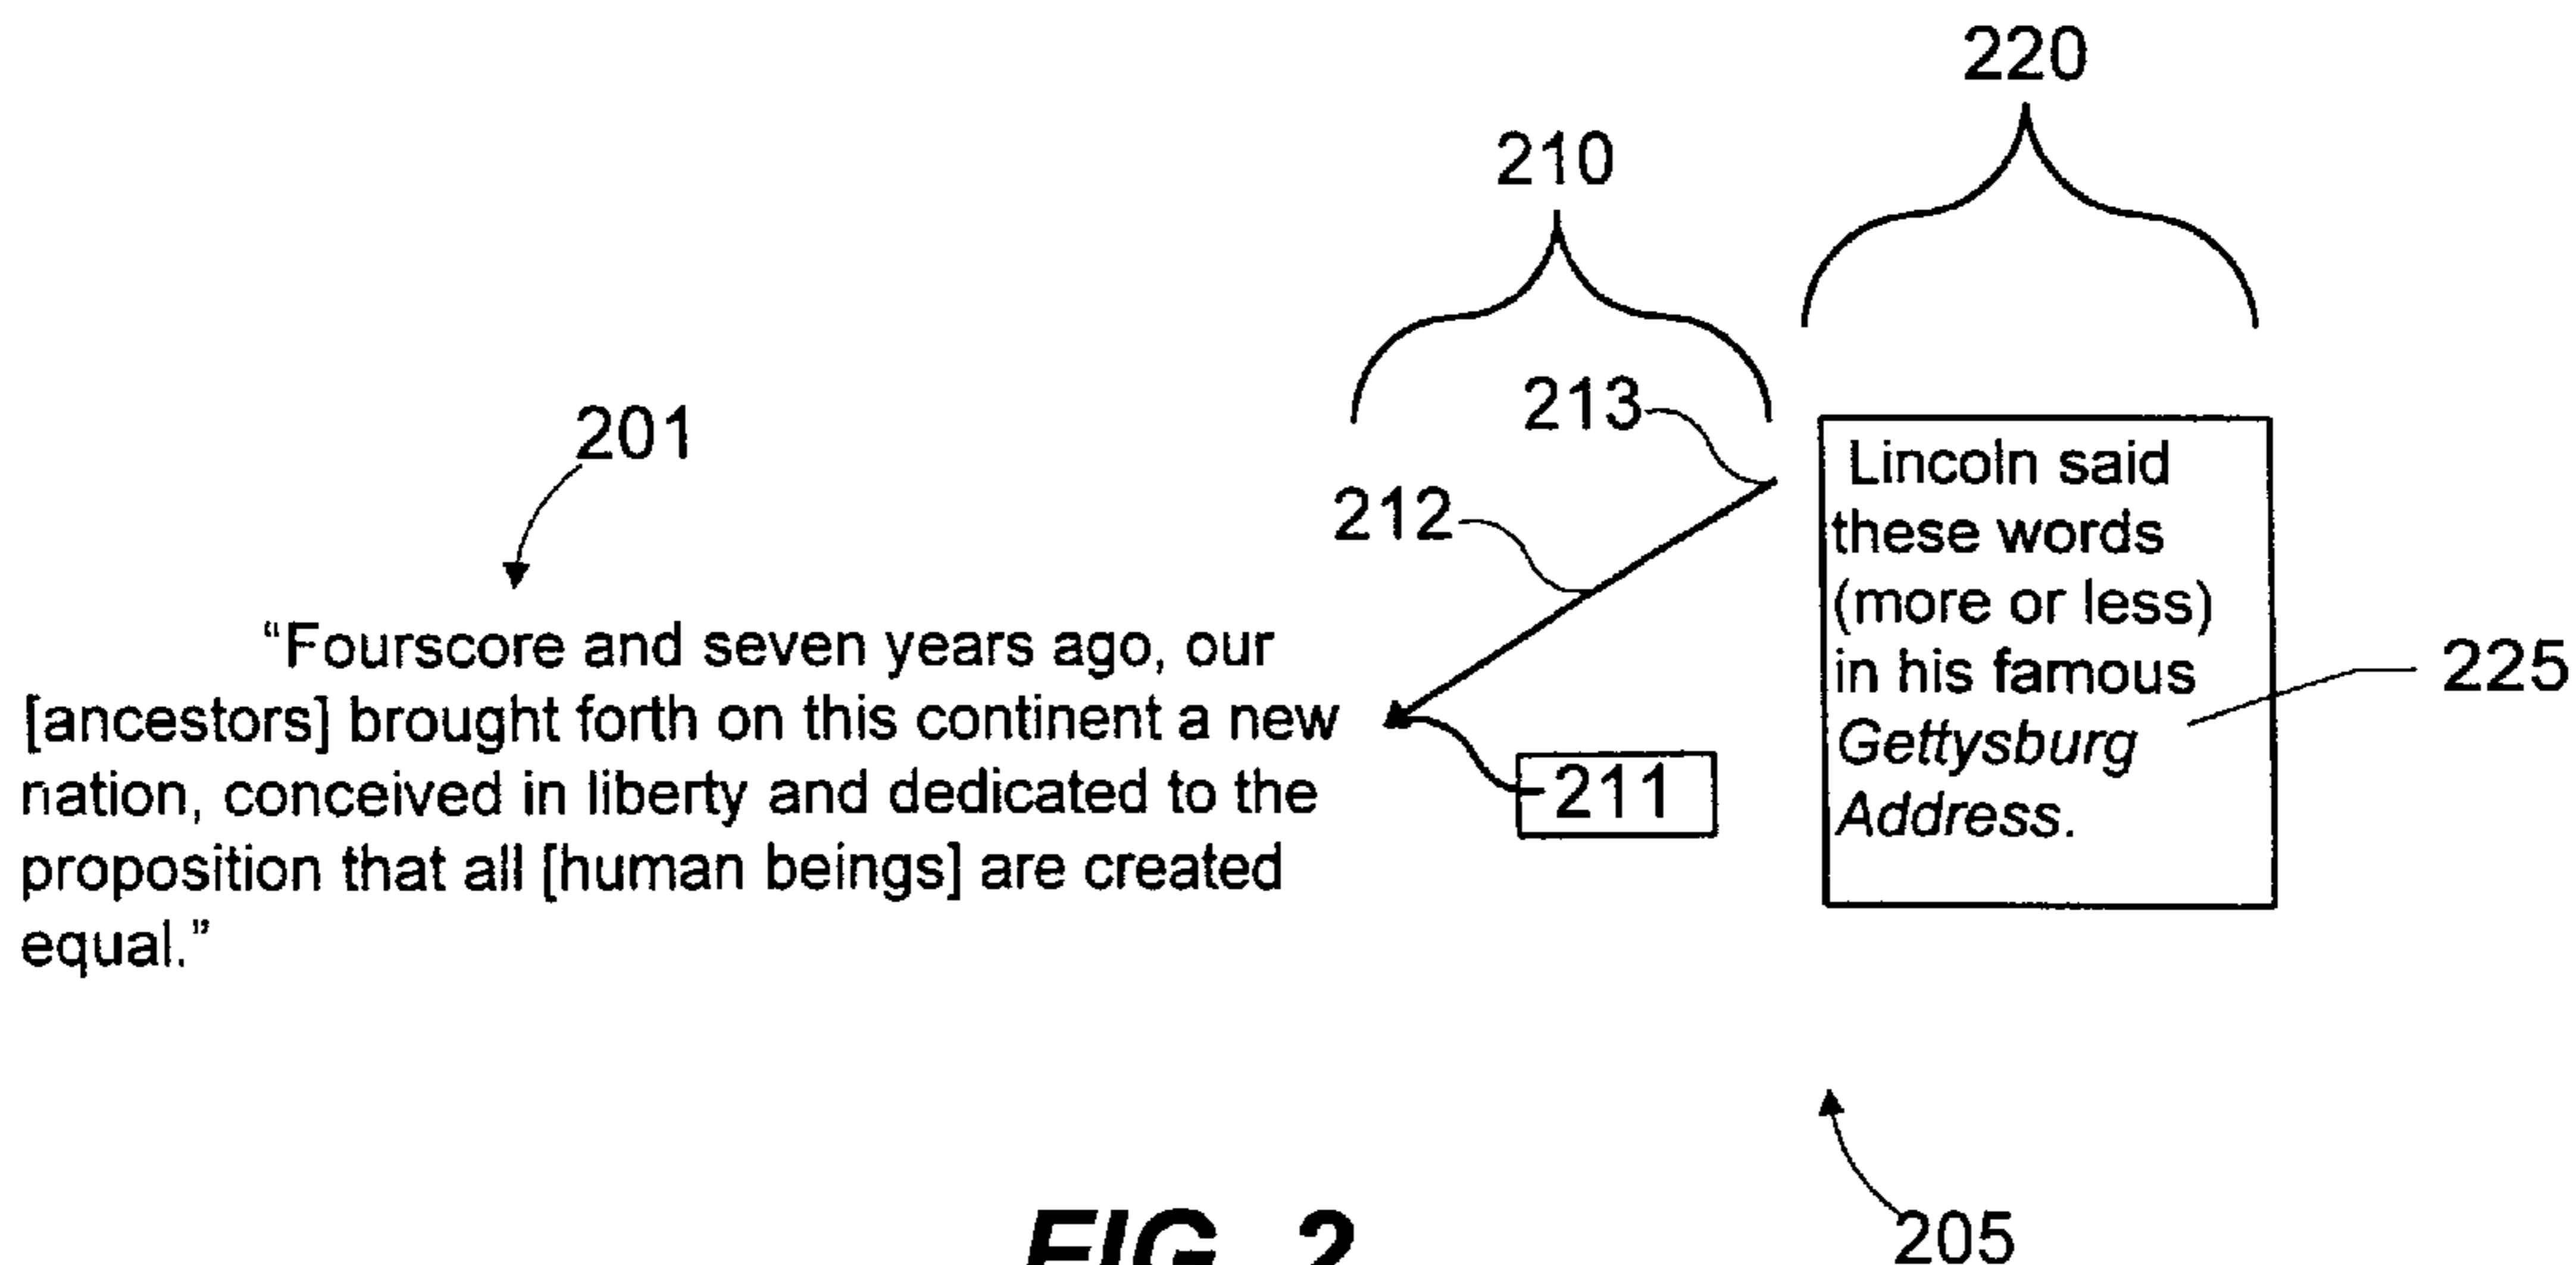 220
210
213
201
212
Lincoln said
these words
(more or less)
in his famous
Gettysburg
Address.
225
“Fourscore and seven years ago, our
[ancestors] brought forth on this continent a new
nation, conceived in liberty and dedicated to the
proposition that all [human beings] are created
equal.”
211
205
FIG. 2